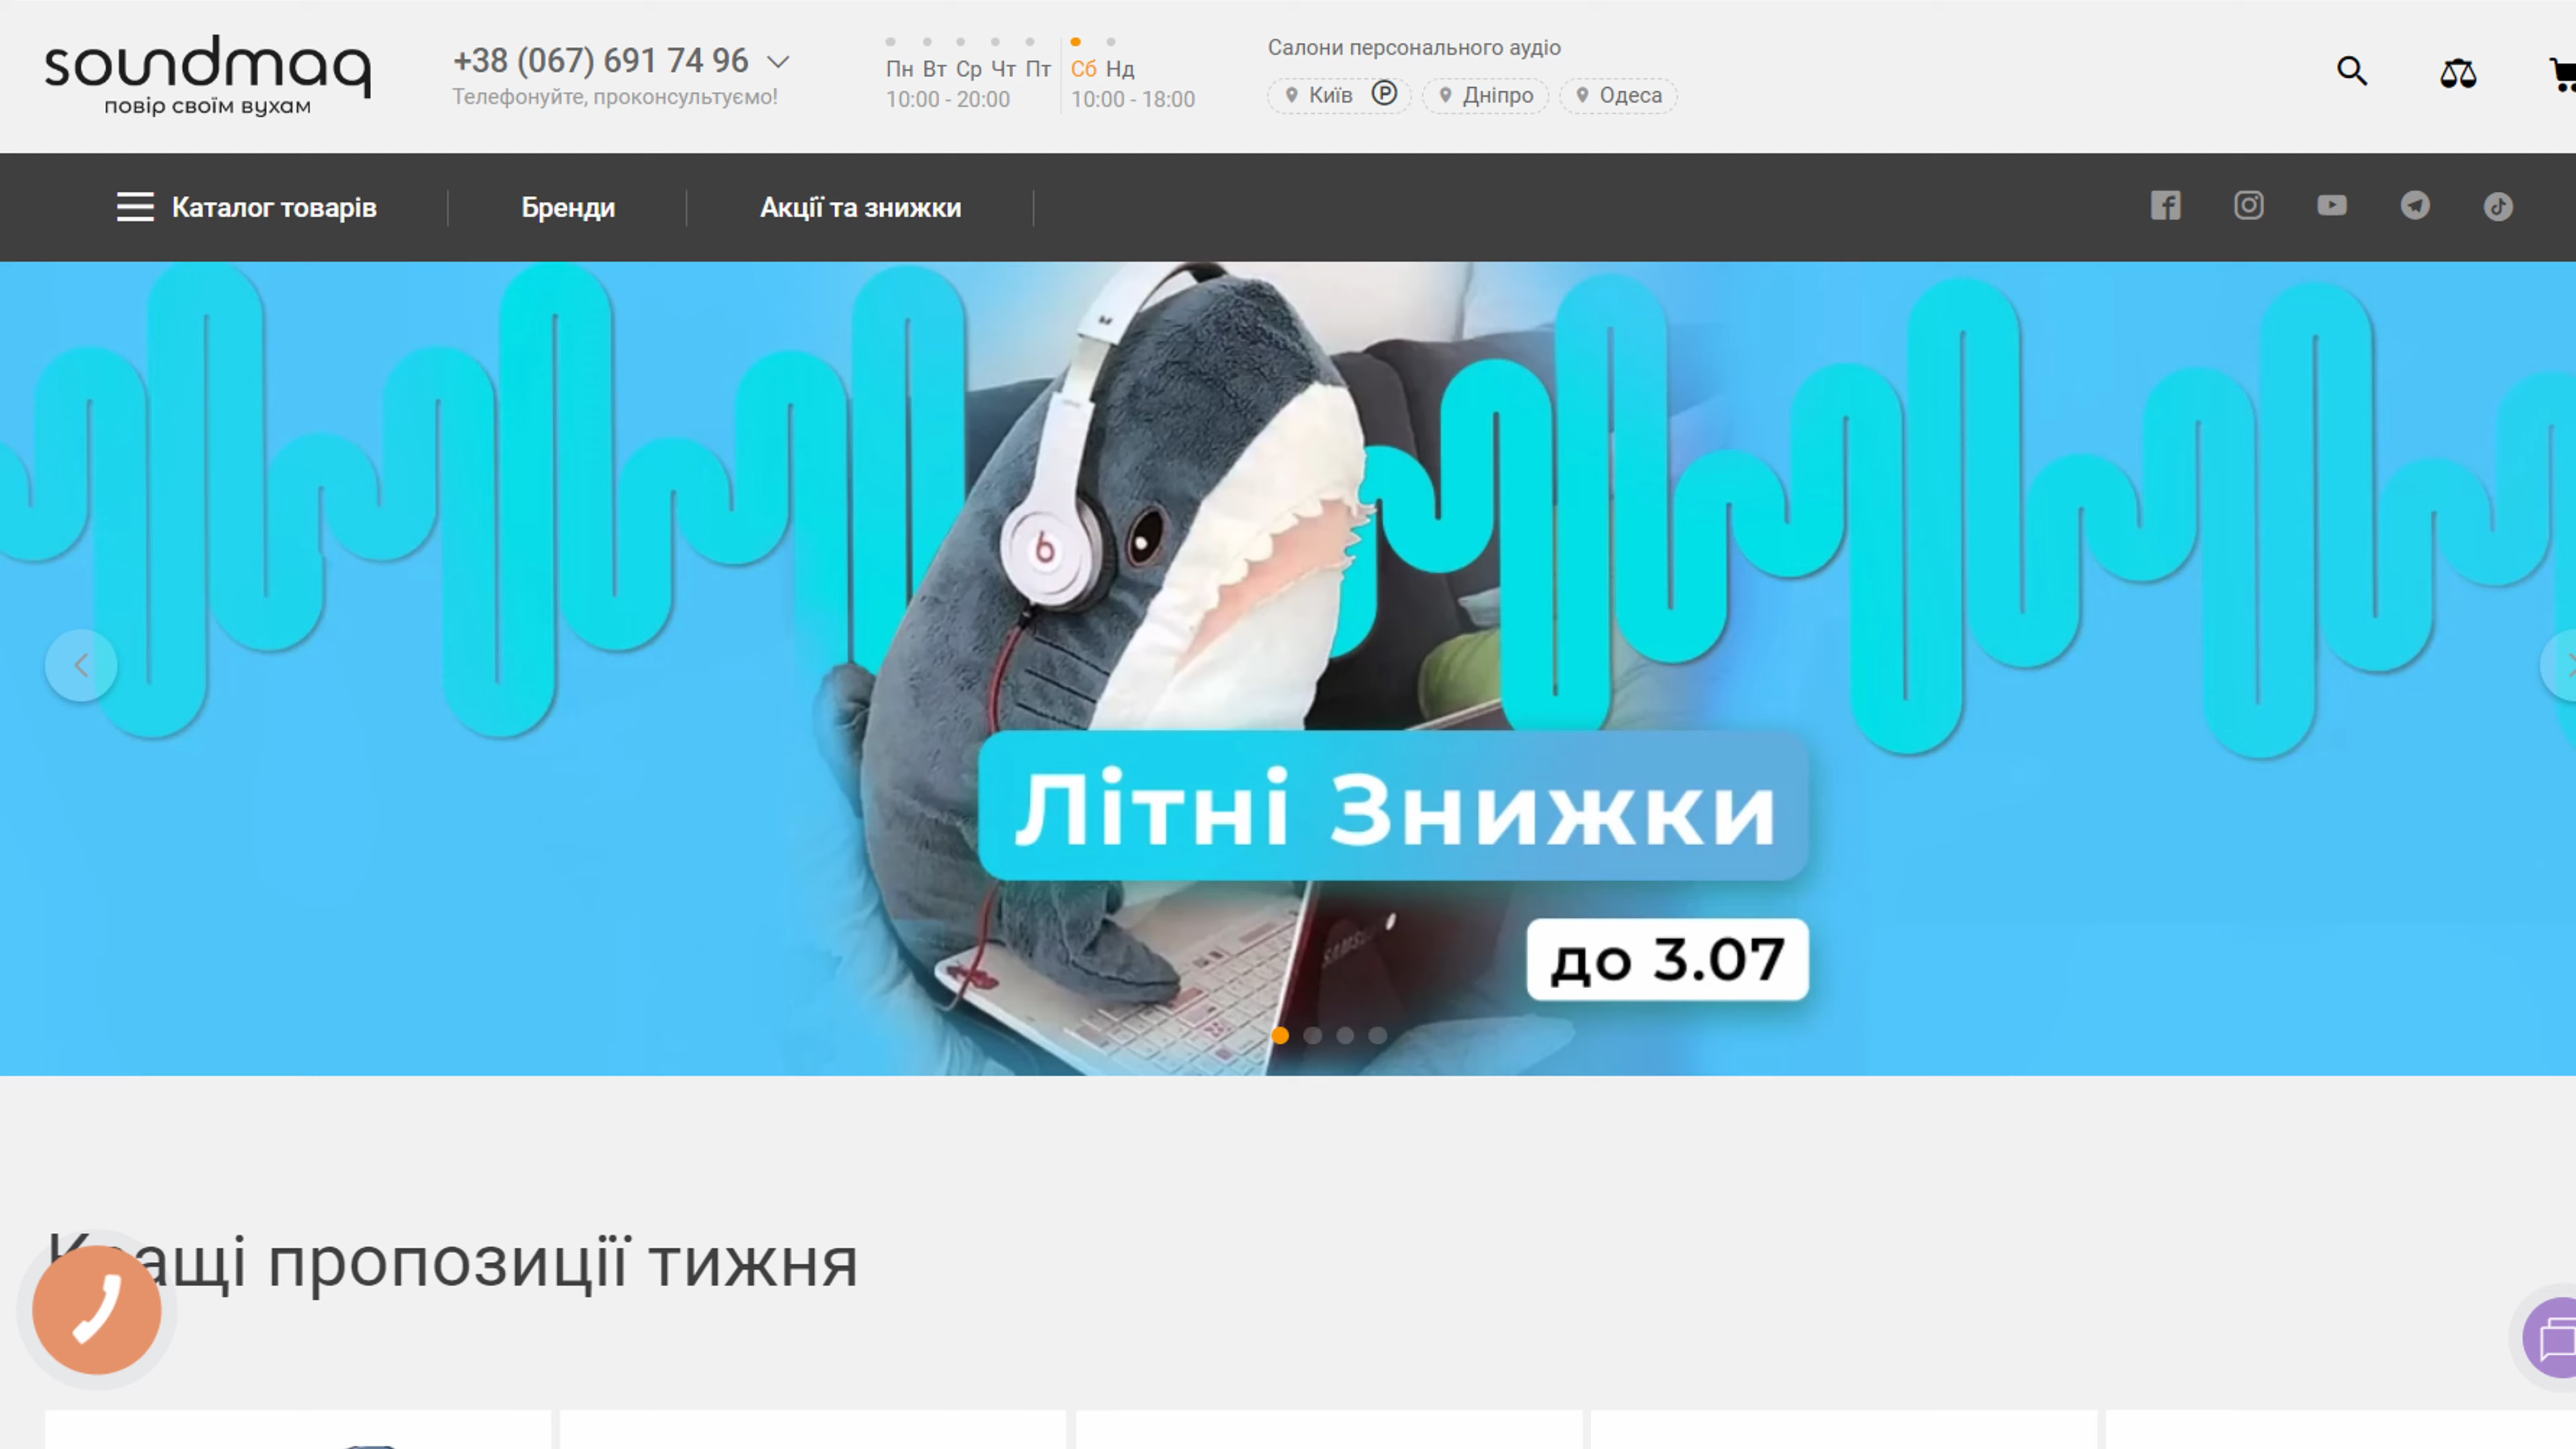 soundmag
повір своїм вухам
+38 (067) 691 74 96
Телефонуйте, проконсультуємо!
Пн Вт Ср Чт Пт
10:00 - 20:00
Сб Нд
10:00 - 18:00
Салони персонального аудіо
Київ P
Дніпро
Одеса
Каталог товарів
Бренди
Акції та знижки
b
Літні Знижки
SAMSUNG
до 3.07
Кращі пропозиції тижня